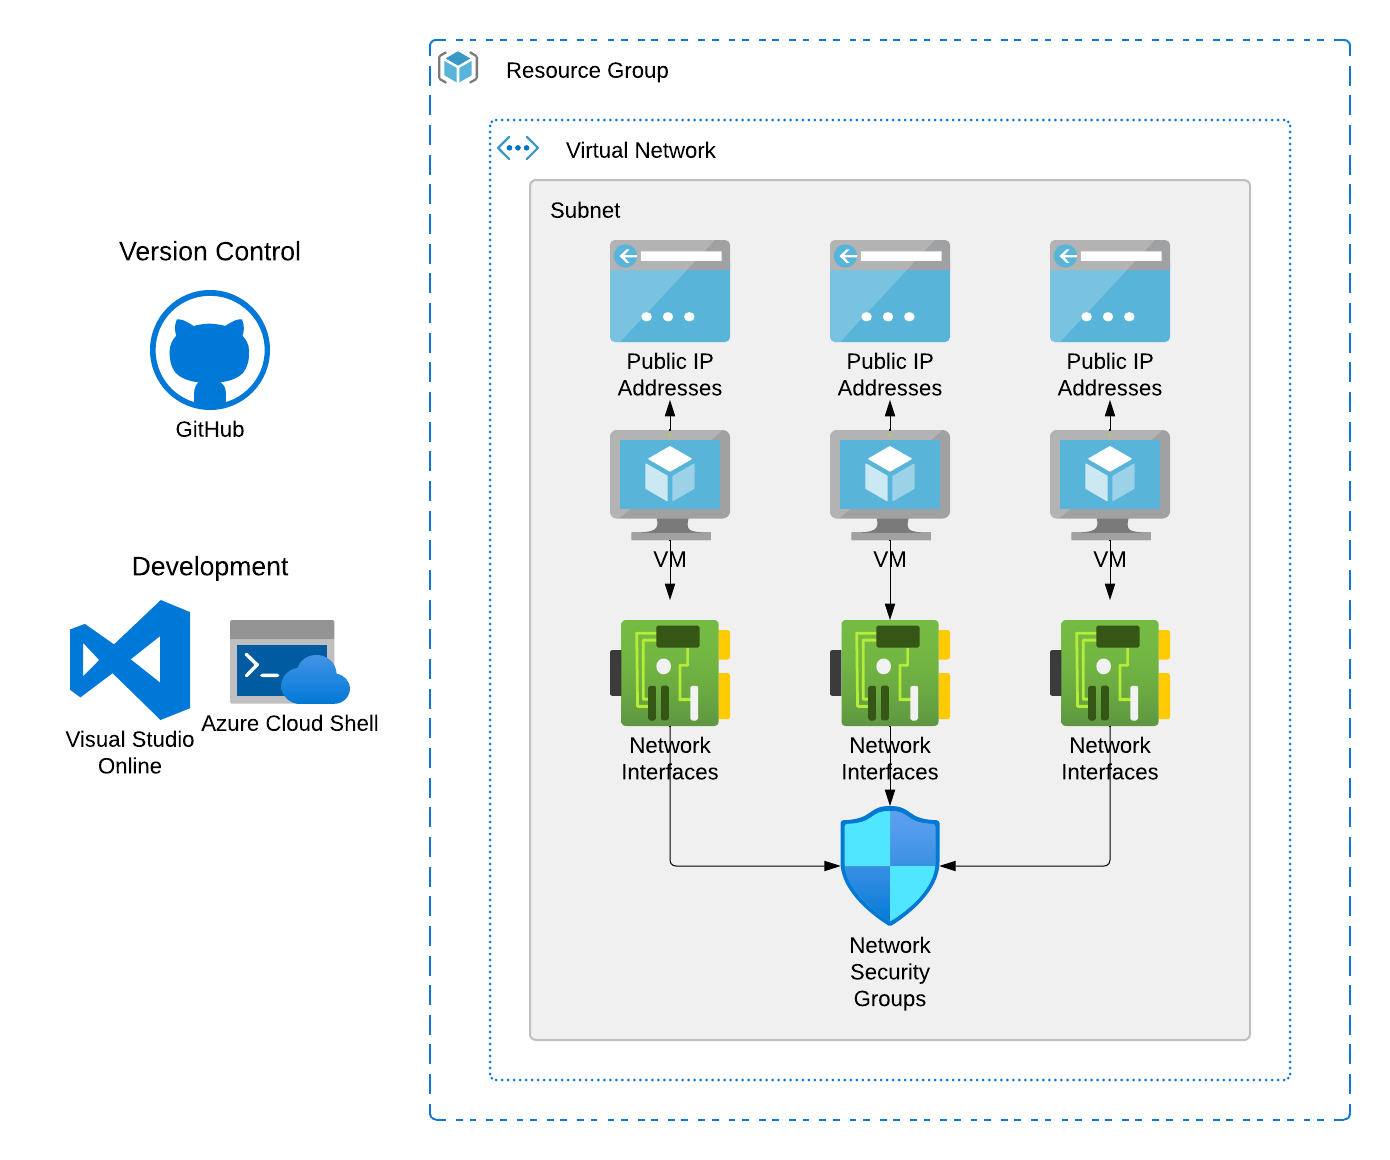 Resource Group
Virtual Network
Subnet
Version Control
GitHub
Development
Visual Studio
Online
Azure Cloud Shell
Public IP
Addresses
Public IP
Addresses
Public IP
Addresses
VM
VM
VM
Network
Interfaces
Network
Interfaces
Network
Interfaces
Network
Security
Groups